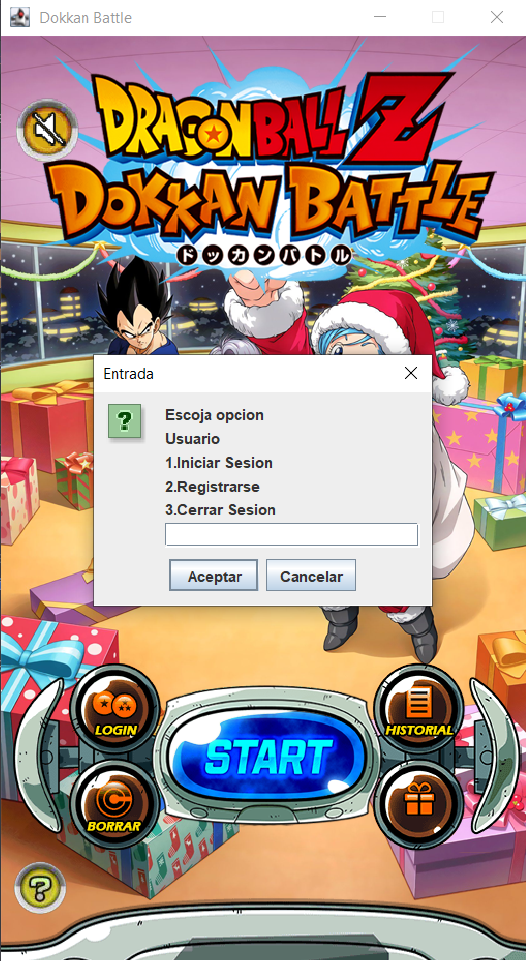 Dokkan Battle
DRAGON BALL Z
DOKKAN BATTLE
ドッカンバトル
Entrada
?
Escoja opcion
Usuario
1.Iniciar Sesion
2.Registrarse
3.Cerrar Sesion
Aceptar
Cancelar
LOGIN
HISTORIAL
START
BORRAR
?